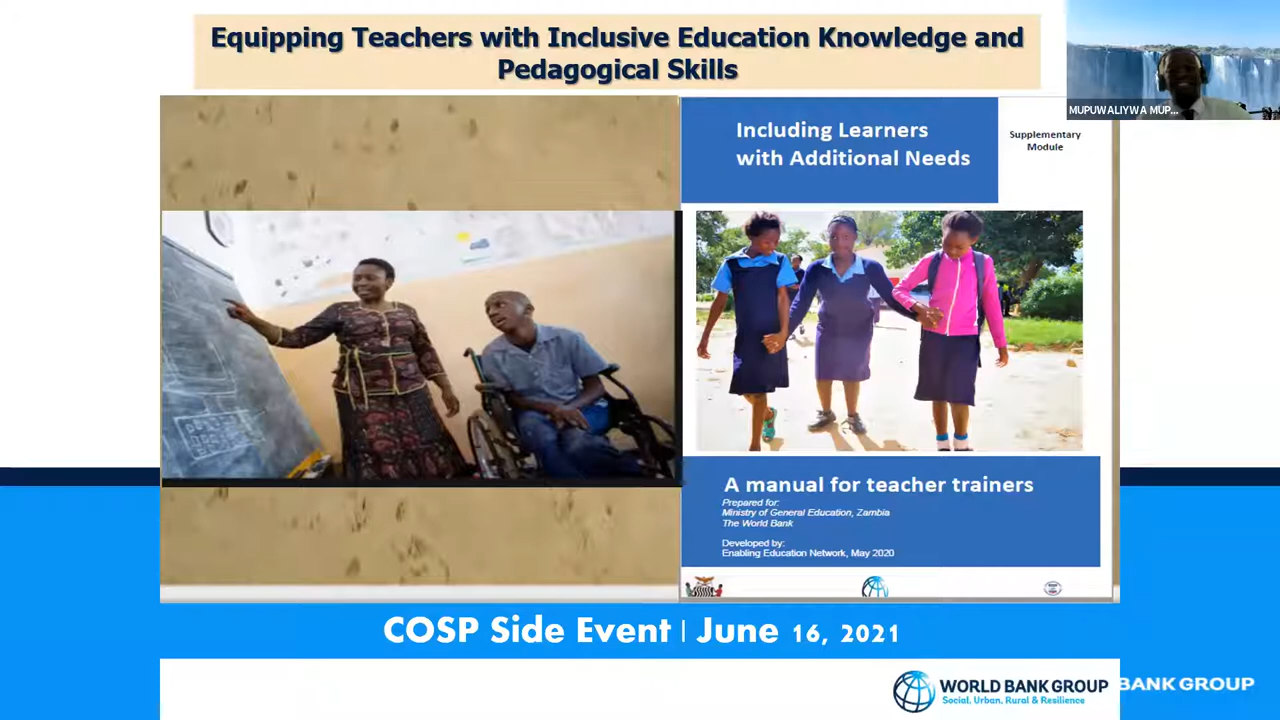 Equipping Teachers with Inclusive Education Knowledge and
Pedagogical Skills
MUPUWALIYWA MUP...
Including Learners
with Additional Needs
Supplementary
Module
A manual for teacher trainers
Prepared for:
Ministry of General Education, Zambia
The World Bank
Developed by:
Enabling Education Network, May 2020
COSP Side Event | June 16, 2021
WORLD BANK GROUP
Social, Urban, Rural & Resilience
BANK GROUP